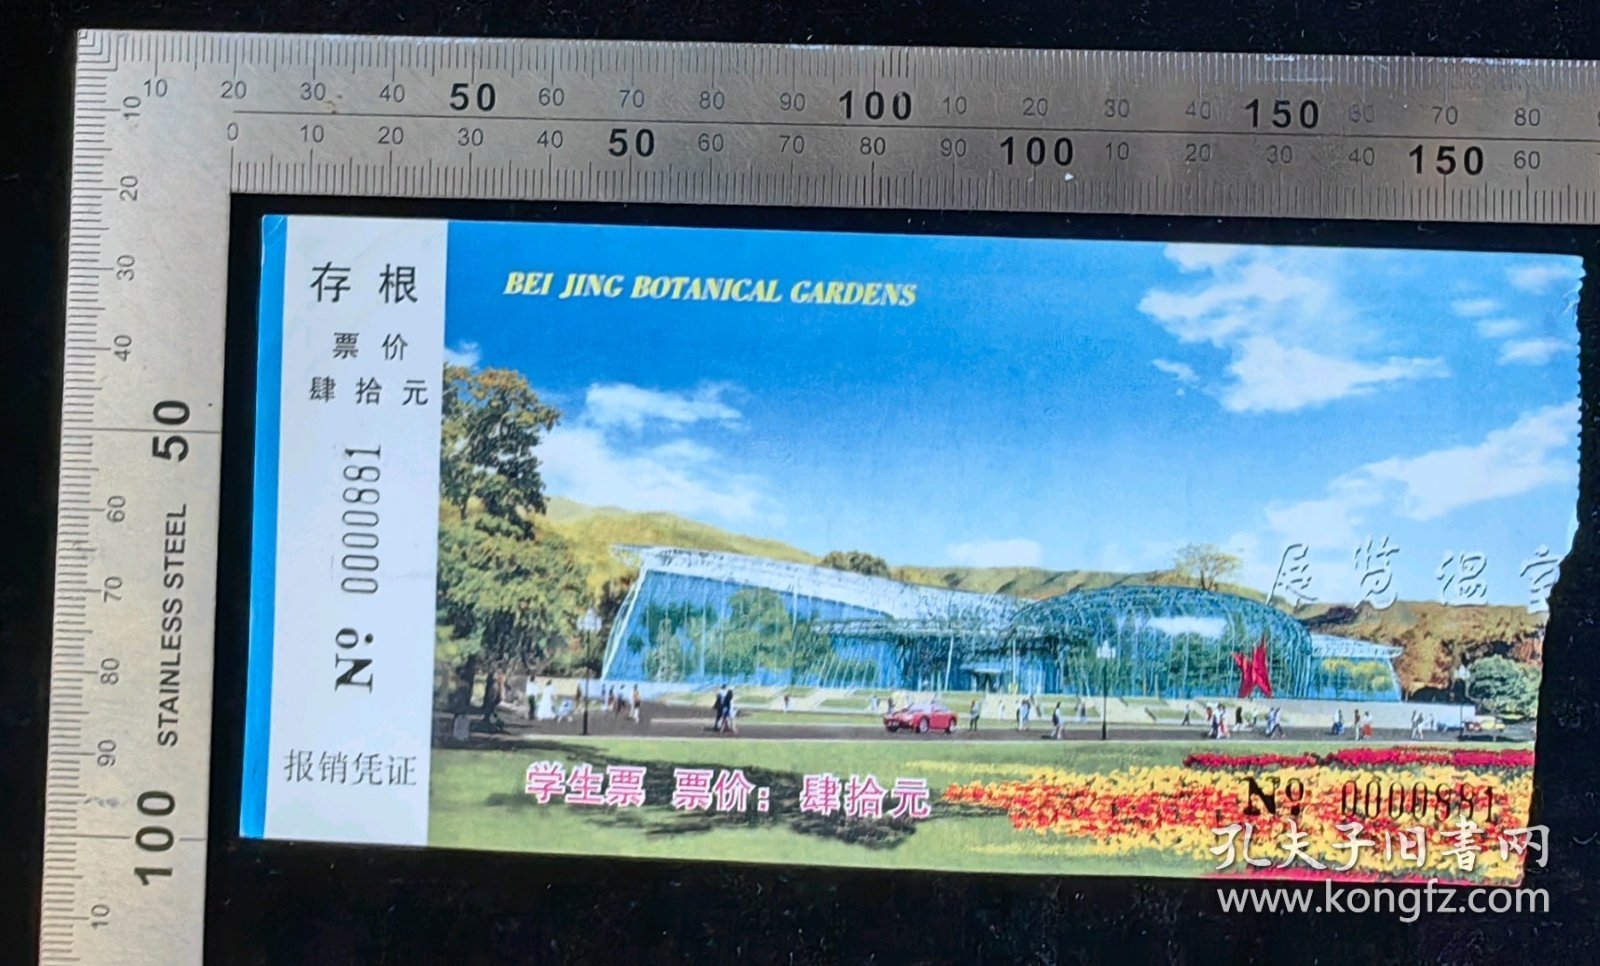 10 20 30 40 50 60 70 80 90 100 10 20 30 40 150 60 70 80
0 10 20 30 40 50 60 70 80 90 100 10 20 30 40 150 60
10
20
30
40
50
60
70
80
90
100
10
STAINLESS STEEL
存根
票价
肆拾元
№ 0000881
报销凭证
BEI JING BOTANICAL GARDENS
展览温室
学生票 票价：肆拾元
№ 0000881
孔夫子旧书网
www.kongfz.com